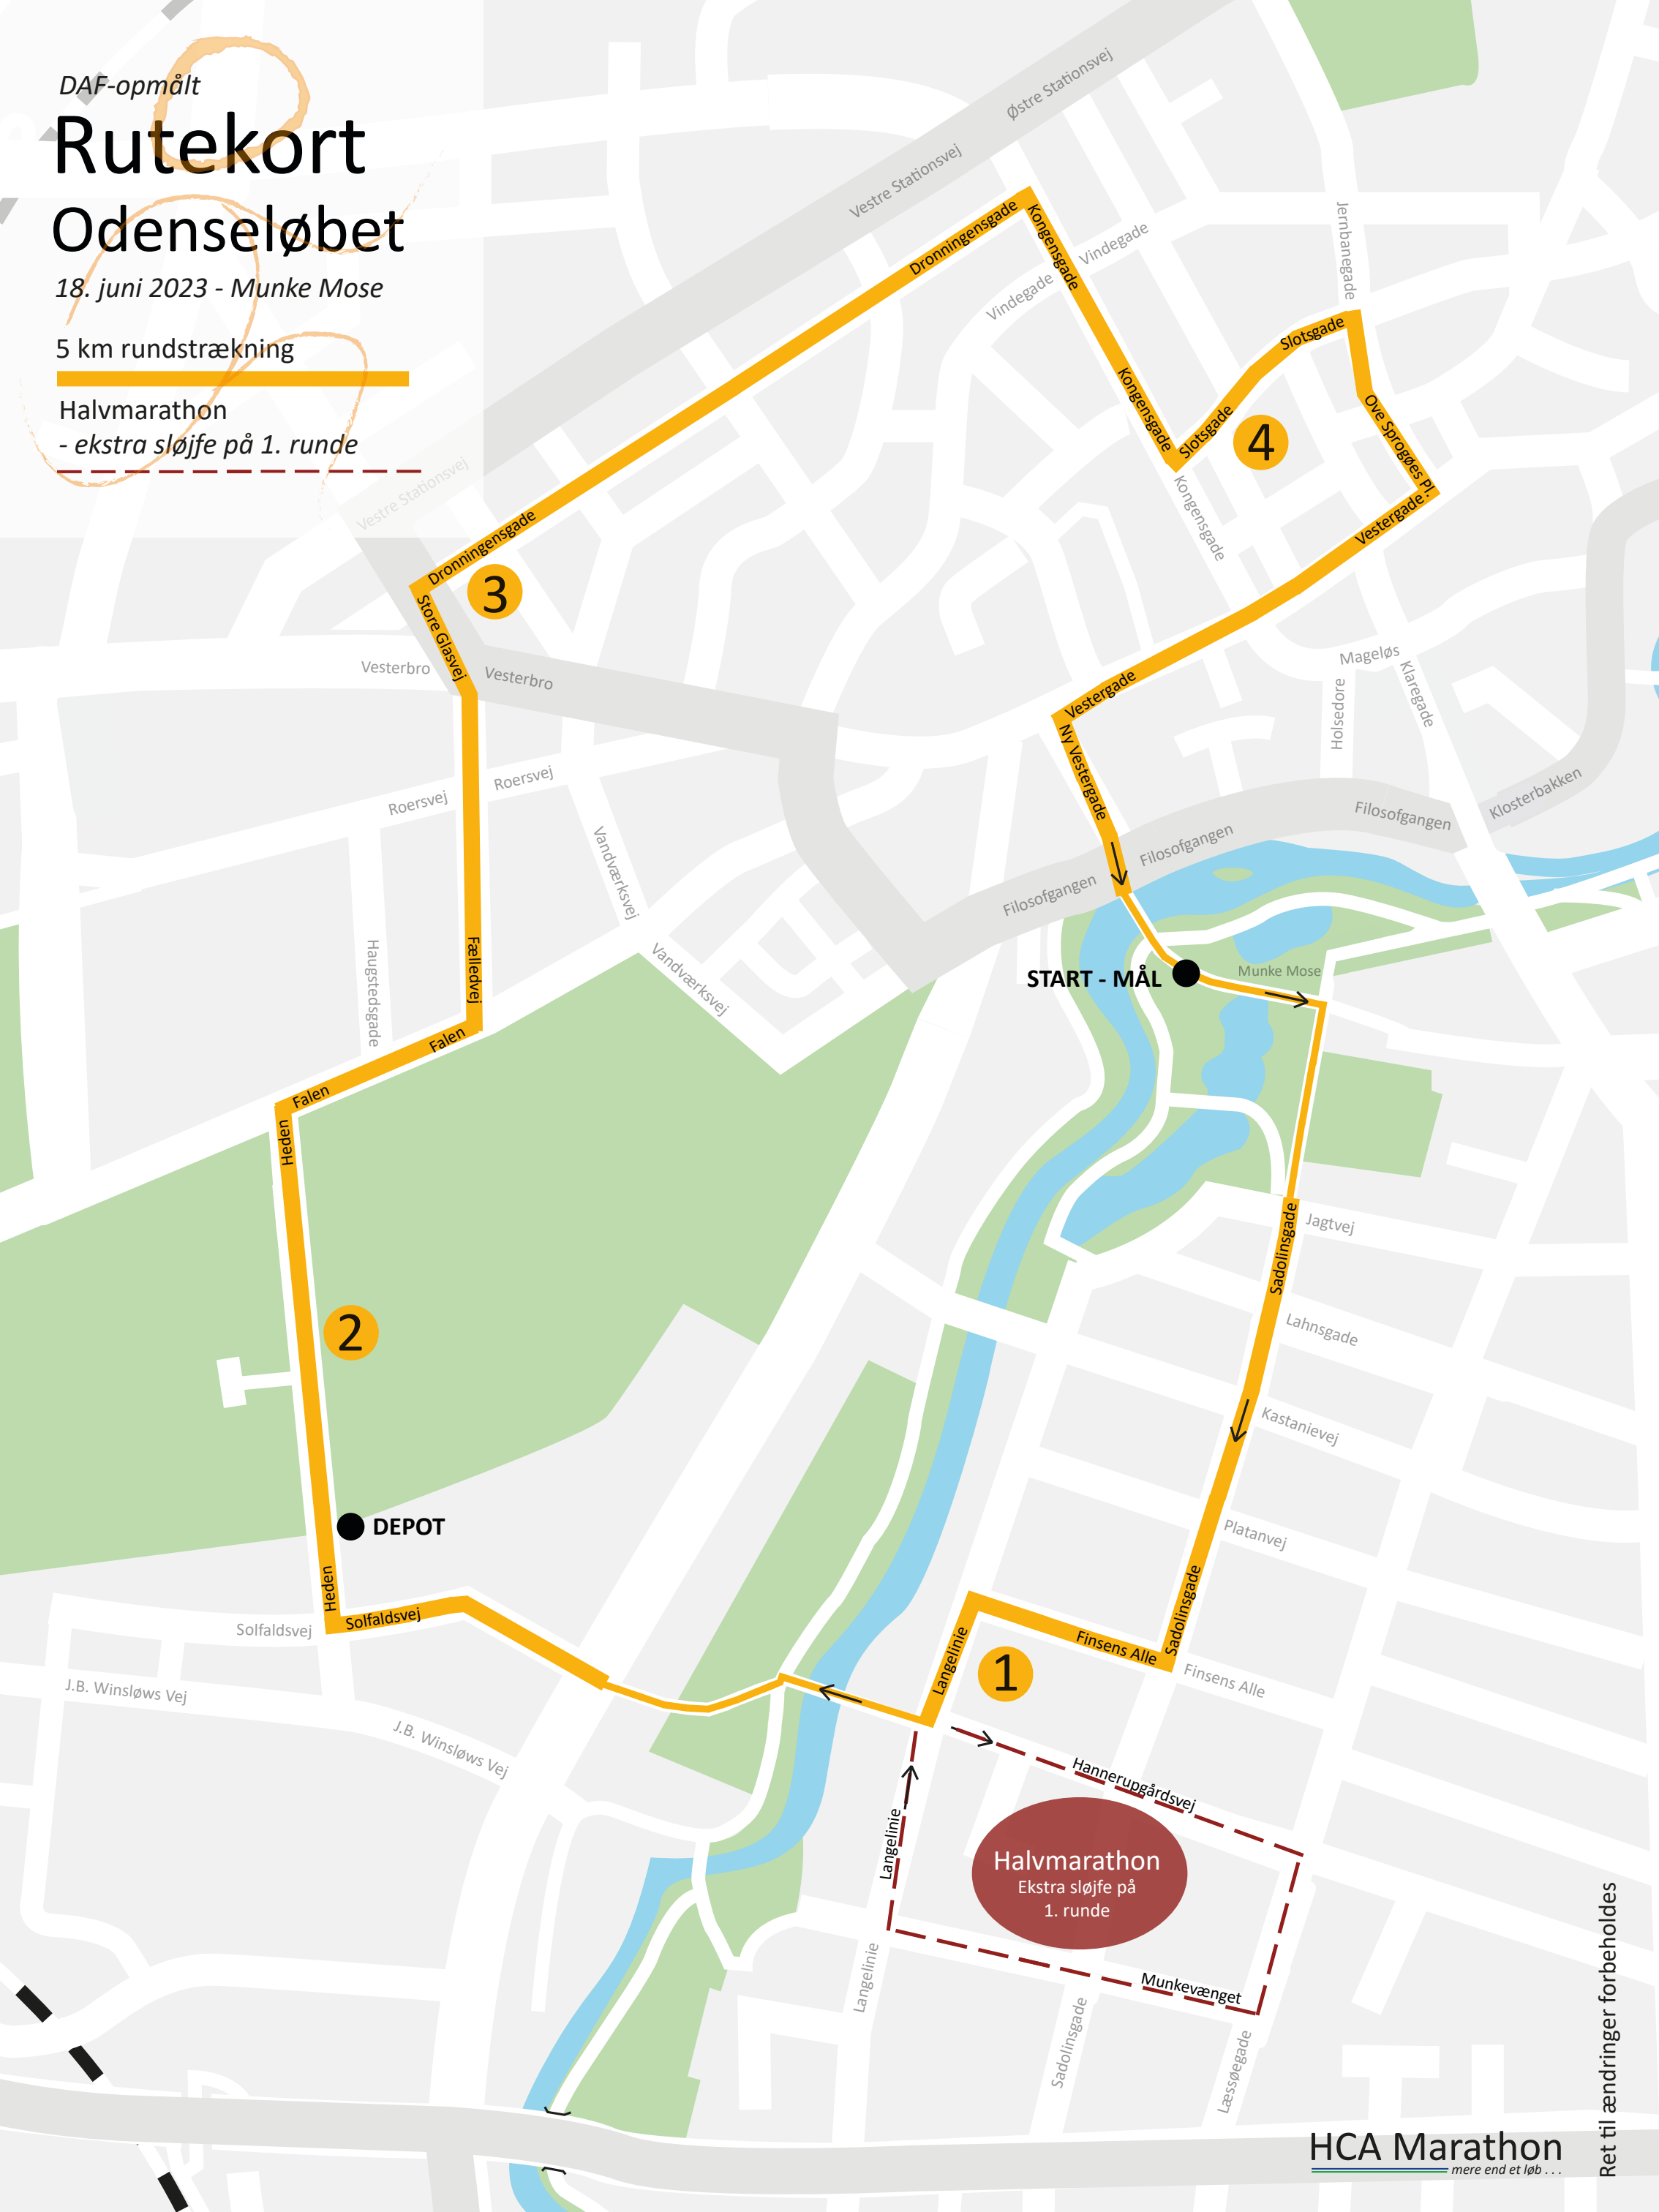 DAF-opmålt
Rutekort
Odenseløbet
18. juni 2023 - Munke Mose
5 km rundstrækning
Halvmarathon
- ekstra sløjfe på 1. runde
Østre Stationsvej
Vestre Stationsvej
Dronningensgade
Kongensgade
Vindegade
Vindegade
Jernbanegade
Slotsgade
Kongensgade
Slotsgade
4
Ove Sprogøes Pl.
Vestergade
Kongensgade
Vestre Stationsvej
Dronningensgade
3
Store Glasvej
Vesterbro
Vesterbro
Mageløs
Klaregade
Holsedore
Vestergade
Ny Vestergade
Roersvej
Roersvej
Vandværksvej
Filosofgangen
Klosterbakken
Filosofgangen
Filosofgangen
Haugstedsgade
Fælledvej
Vandværksvej
START - MÅL
Munke Mose
Falen
Falen
Heden
Sadolinsgade
Jagtvej
Lahnsgade
2
Kastanievej
DEPOT
Platanvej
Heden
Solfaldsvej
Solfaldsvej
Sadolinsgade
Finsens Alle
Langelinie
1
Finsens Alle
J.B. Winsløws Vej
J.B. Winsløws Vej
Hannerupgårdsvej
Langelinie
Halvmarathon
Ekstra sløjfe på
1. runde
Langelinie
Munkevænget
Sadolinsgade
Læssøegade
Ret til ændringer forbeholdes
HCA Marathon
mere end et løb . . .